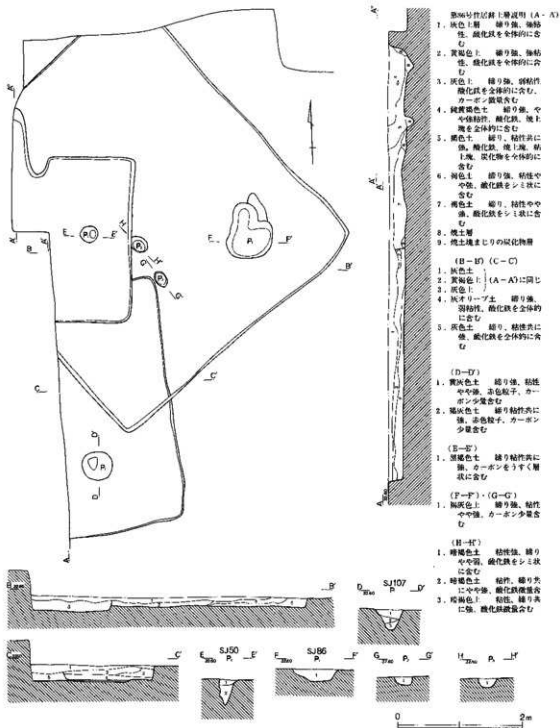 第86号住居跡土層説明（A-A'）
1．灰色土層　締り強、強粘
性、酸化鉄を全体的に含
む
2．黄褐色土　締り強、強粘
性、酸化鉄を全体的に含
む
3．灰色土　締り強、弱粘性
酸化鉄を全体的に含む、
カーボン微量含む
4．純黄褐色土　締り強、や
や強粘性、酸化鉄、焼土
塊を全体的に含む
5．褐色土　締り、粘性共に
強。酸化鉄、焼土塊、粘
土塊、炭化物を全体的に
含む
6．褐色土　締り強、粘性や
や強、酸化鉄をシミ状に
含む
7．褐色土　締り、粘性やや
強、酸化鉄をシミ状に含
む
8．焼土層
9．焼土塊まじりの炭化物層
（B-B'）（C-C'）
1．灰色土
2．黄褐色土（A-A'）に同じ
3．灰色土
4．灰オリーブ土　締り強、
弱粘性、酸化鉄を全体的
に含む
5．灰色土　締り、粘性共に
強、酸化鉄を全体的に含
む
（D-D'）
1．黄灰色土　締り強、粘性
やや強、赤色粒子、カー
ボン少量含む
2．褐灰色土　締り粘性共に
強、赤色粒子、カーボン
少量含む
（E-E'）
1．黒褐色土　締り粘性共に
強、カーボンをうすく層
状に含む
（F-F'）・（G-G'）
1．褐灰色土　締り強、粘性
やや強、カーボン少量含
む
（H-H'）
1．暗褐色土　粘性強、締り
やや弱、酸化鉄をシミ状
に含む
2．暗褐色土　粘性、締り共
にやや強、酸化鉄微量含
3．暗褐色土　粘性、締り共
に強、酸化鉄微量含む
A"
A'
A
B
B'
C
C'
D
D'
E P₁ E'
F P₁ F'
G
H
B B'
SJ107
D P₁ D'
C C'
SJ50
E P₁ E'
SJ86
F P₁ F'
G P₂ G'
H P₃ H'
0 2m